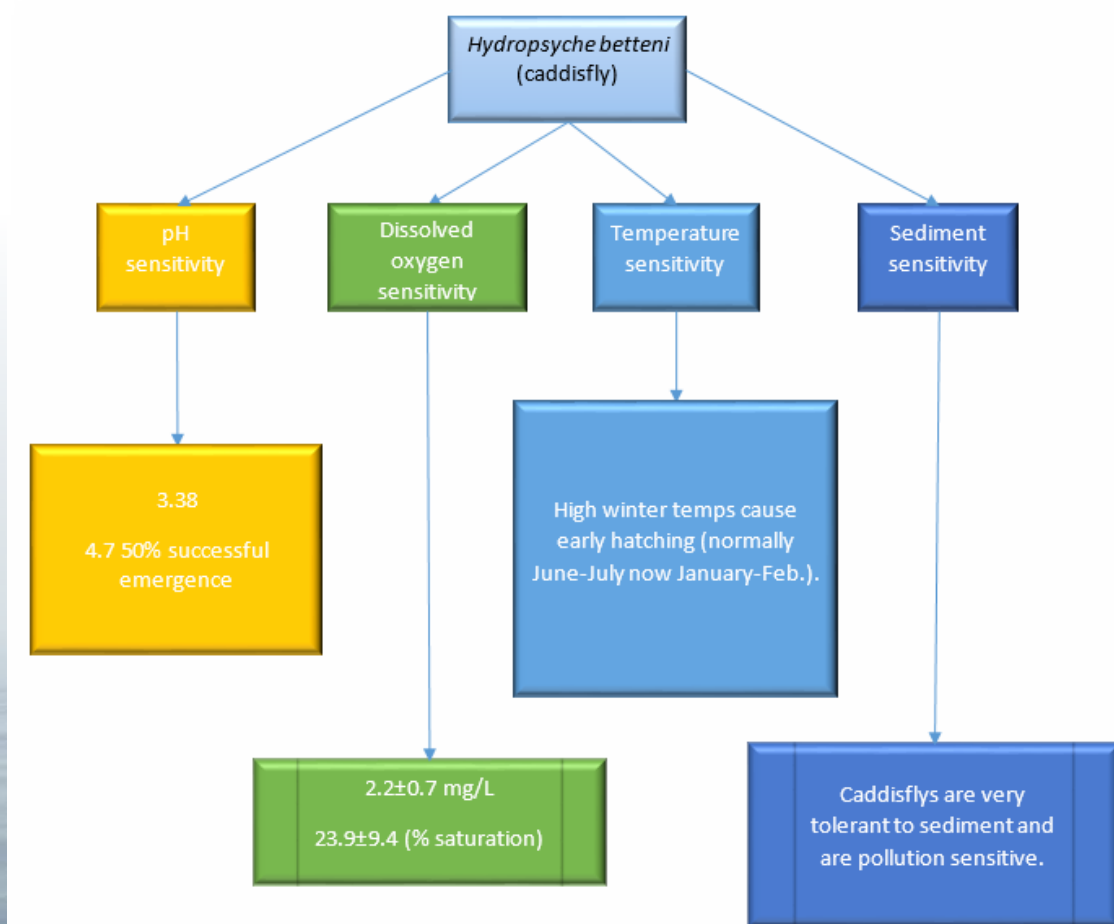 Hydropsyche betteni
(caddisfly)
pH
sensitivity
Dissolved
oxygen
sensitivity
Temperature
sensitivity
Sediment
sensitivity
3.38
4.7 50% successful
emergence
High winter temps cause
early hatching (normally
June-July now January-Feb.).
2.2±0.7 mg/L
23.9±9.4 (% saturation)
Caddisflys are very
tolerant to sediment and
are pollution sensitive.